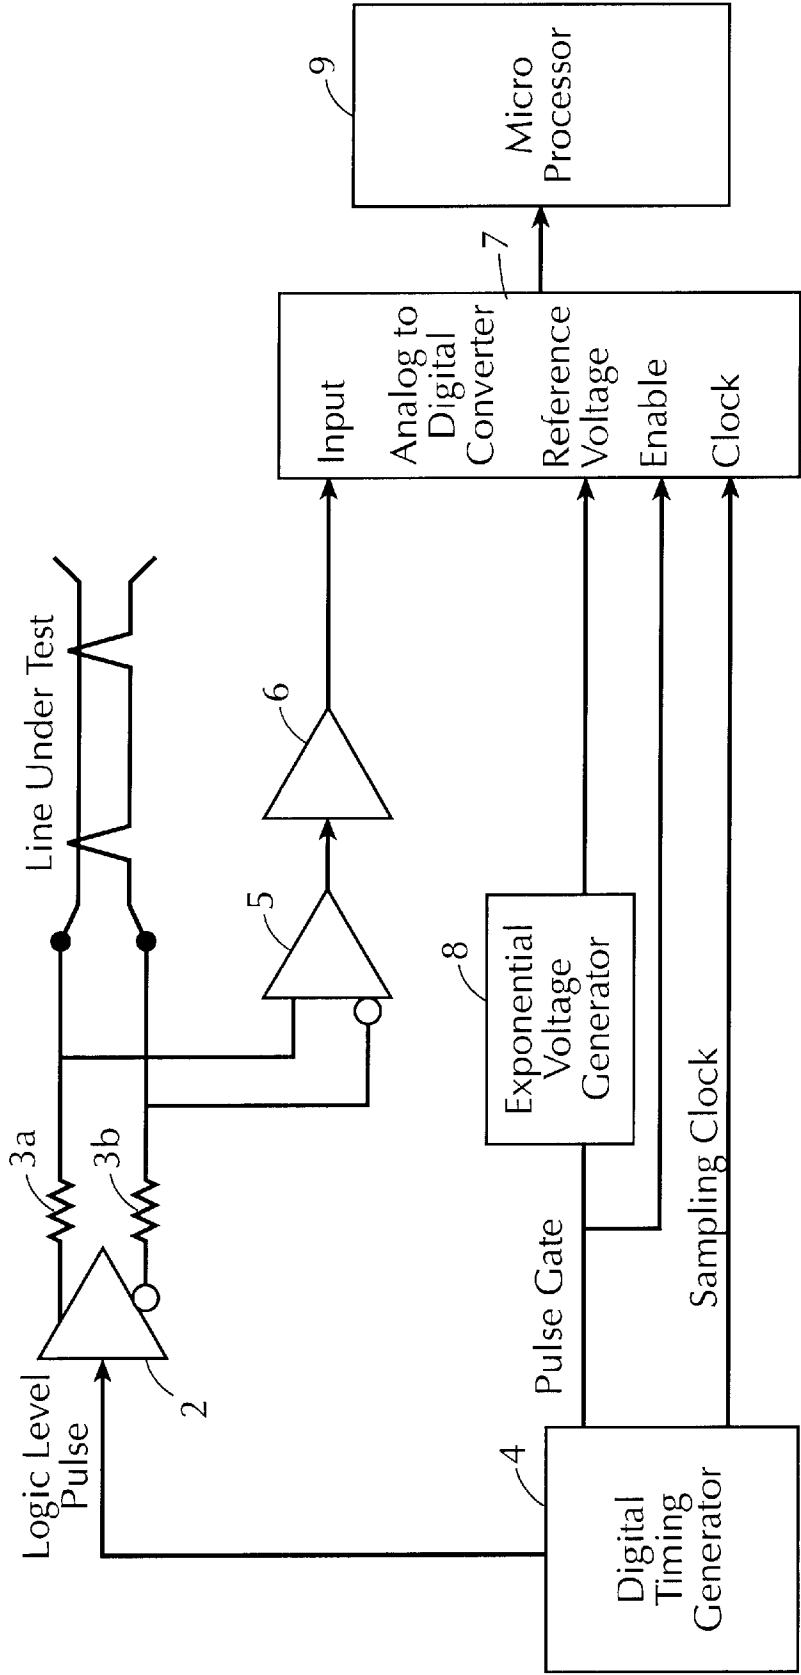 Logic Level
Pulse
2
3a
3b
Line Under Test
5
6
4
Digital
Timing
Generator
Pulse Gate
Sampling Clock
8
Exponential
Voltage
Generator
Input
Analog to
Digital
Converter
Reference
Voltage
Enable
Clock
7
9
Micro
Processor